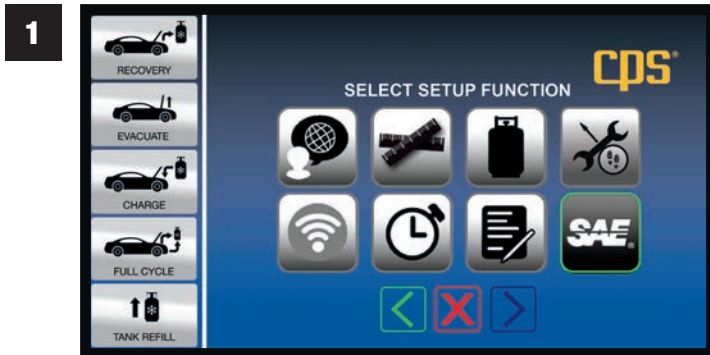 1
RECOVERY
EVACUATE
CHARGE
FULL CYCLE
TANK REFILL
cps®
SELECT SETUP FUNCTION
SAE®